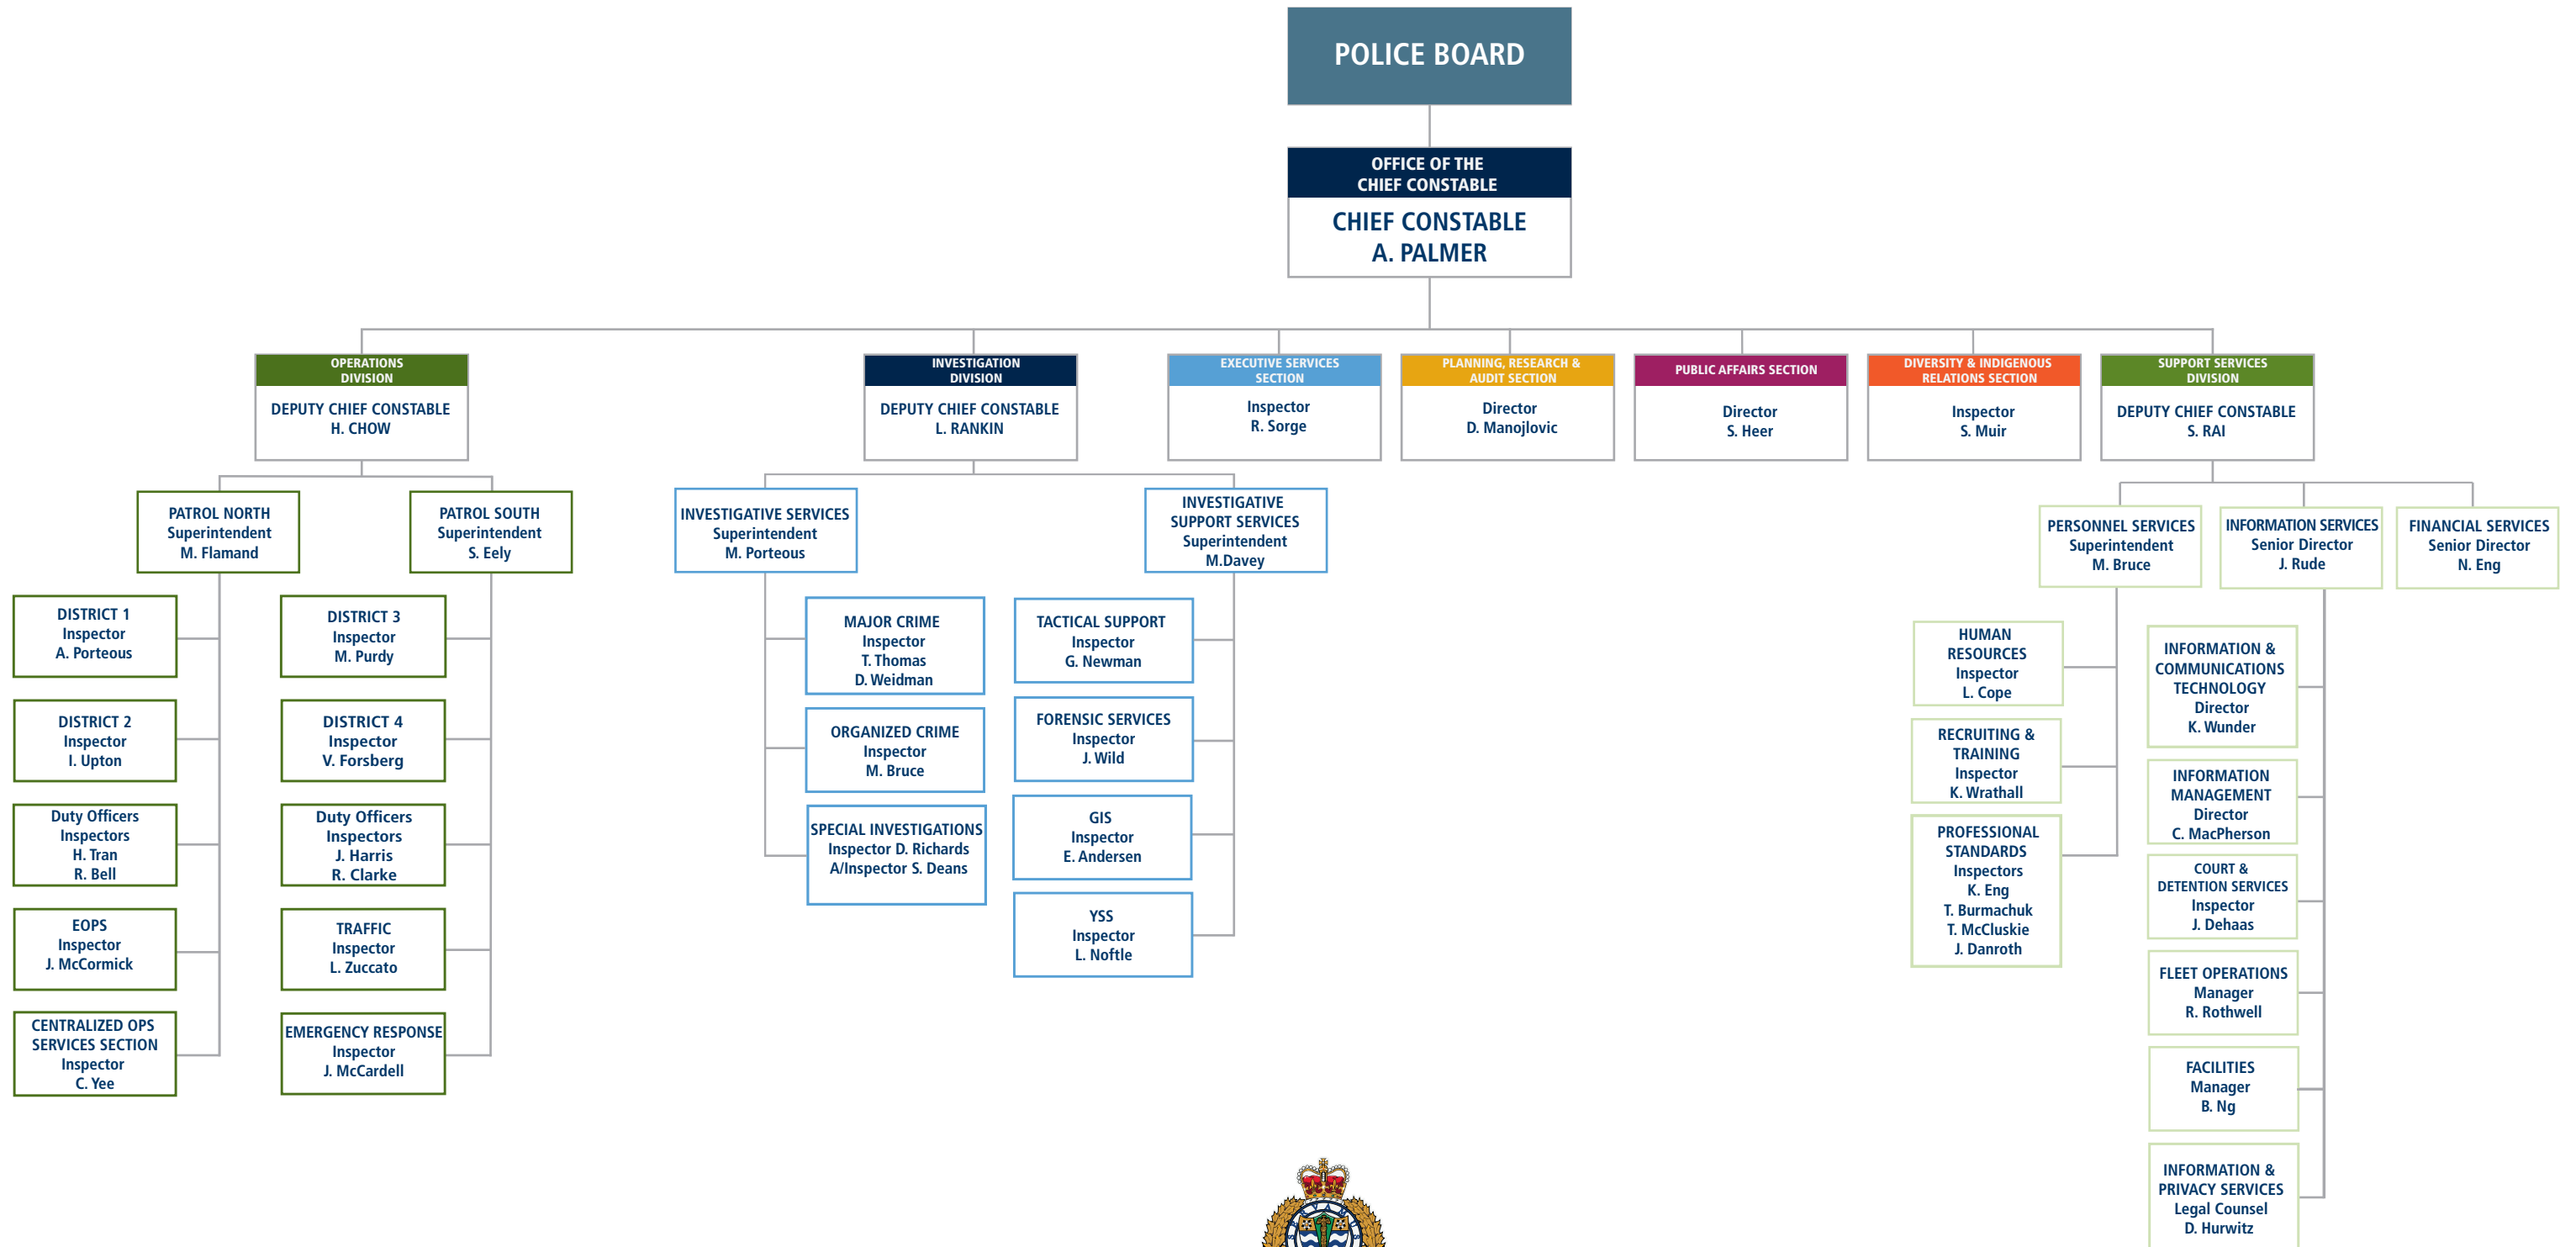 POLICE BOARD
OFFICE OF THE
CHIEF CONSTABLE
CHIEF CONSTABLE
A. PALMER
OPERATIONS
DIVISION
DEPUTY CHIEF CONSTABLE
H. CHOW
INVESTIGATION
DIVISION
DEPUTY CHIEF CONSTABLE
L. RANKIN
EXECUTIVE SERVICES
SECTION
Inspector
R. Sorge
PLANNING, RESEARCH &
AUDIT SECTION
Director
D. Manojlovic
PUBLIC AFFAIRS SECTION
Director
S. Heer
DIVERSITY & INDIGENOUS
RELATIONS SECTION
Inspector
S. Muir
SUPPORT SERVICES
DIVISION
DEPUTY CHIEF CONSTABLE
S. RAI
PATROL NORTH
Superintendent
M. Flamand
PATROL SOUTH
Superintendent
S. Eely
INVESTIGATIVE SERVICES
Superintendent
M. Porteous
INVESTIGATIVE
SUPPORT SERVICES
Superintendent
M.Davey
PERSONNEL SERVICES
Superintendent
M. Bruce
INFORMATION SERVICES
Senior Director
J. Rude
FINANCIAL SERVICES
Senior Director
N. Eng
DISTRICT 1
Inspector
A. Porteous
DISTRICT 2
Inspector
I. Upton
Duty Officers
Inspectors
H. Tran
R. Bell
EOPS
Inspector
J. McCormick
CENTRALIZED OPS
SERVICES SECTION
Inspector
C. Yee
DISTRICT 3
Inspector
M. Purdy
DISTRICT 4
Inspector
V. Forsberg
Duty Officers
Inspectors
J. Harris
R. Clarke
TRAFFIC
Inspector
L. Zuccato
EMERGENCY RESPONSE
Inspector
J. McCardell
MAJOR CRIME
Inspector
T. Thomas
D. Weidman
ORGANIZED CRIME
Inspector
M. Bruce
SPECIAL INVESTIGATIONS
Inspector D. Richards
A/Inspector S. Deans
TACTICAL SUPPORT
Inspector
G. Newman
FORENSIC SERVICES
Inspector
J. Wild
GIS
Inspector
E. Andersen
YSS
Inspector
L. Noftle
HUMAN
RESOURCES
Inspector
L. Cope
RECRUITING &
TRAINING
Inspector
K. Wrathall
PROFESSIONAL
STANDARDS
Inspectors
K. Eng
T. Burmachuk
T. McCluskie
J. Danroth
INFORMATION &
COMMUNICATIONS
TECHNOLOGY
Director
K. Wunder
INFORMATION
MANAGEMENT
Director
C. MacPherson
COURT &
DETENTION SERVICES
Inspector
J. Dehaas
FLEET OPERATIONS
Manager
R. Rothwell
FACILITIES
Manager
B. Ng
INFORMATION &
PRIVACY SERVICES
Legal Counsel
D. Hurwitz